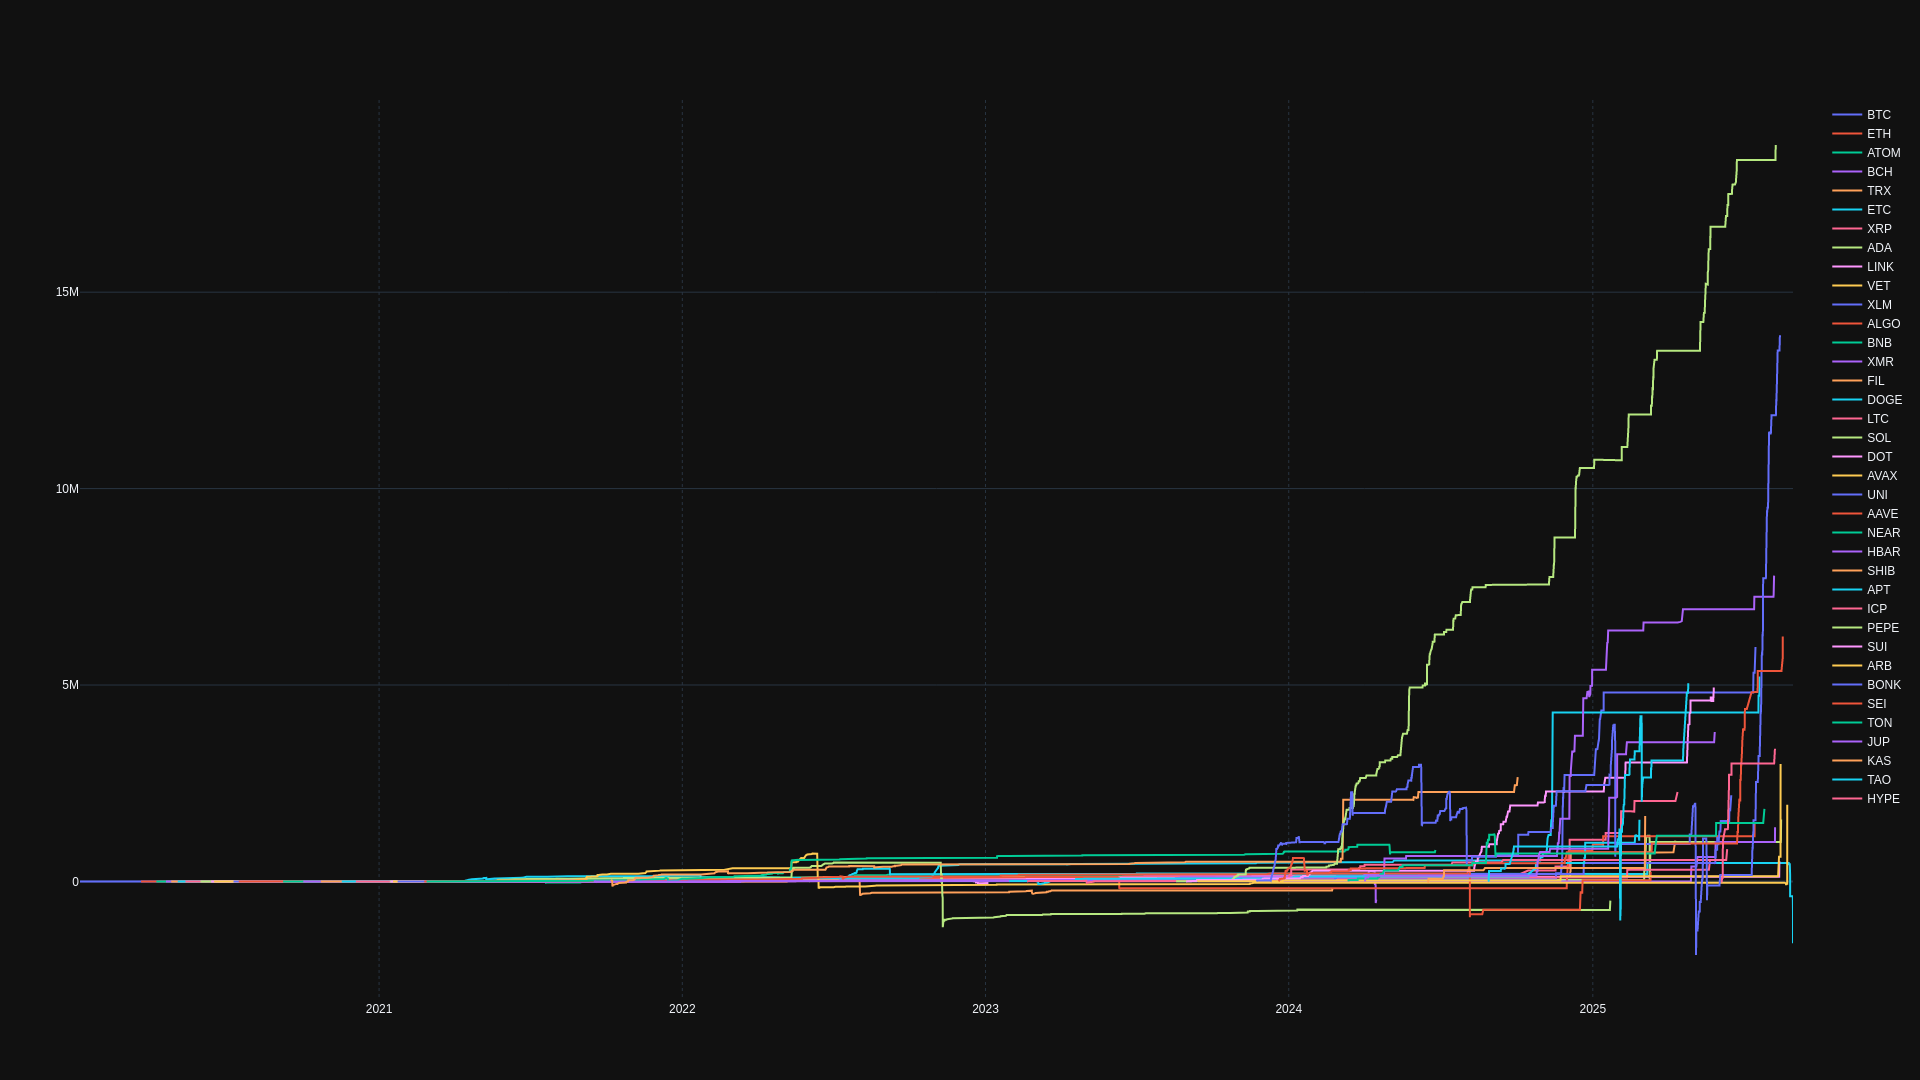 15M
10M
5M
0
2021
2022
2023
2024
2025
BTC
ETH
ATOM
BCH
TRX
ETC
XRP
ADA
LINK
VET
XLM
ALGO
BNB
XMR
FIL
DOGE
LTC
SOL
DOT
AVAX
UNI
AAVE
NEAR
HBAR
SHIB
APT
ICP
PEPE
SUI
ARB
BONK
SEI
TON
JUP
KAS
TAO
HYPE